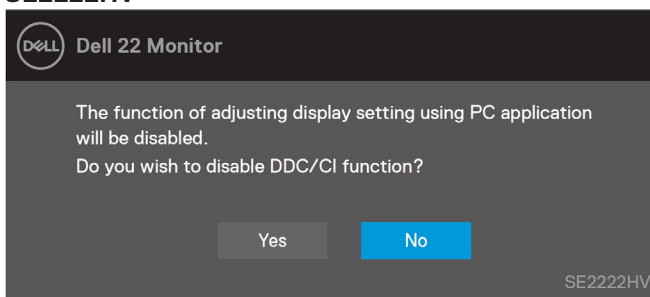 SE2222HV
DELL
Dell 22 Monitor
The function of adjusting display setting using PC application
will be disabled.
Do you wish to disable DDC/CI function?
Yes
No
SE2222HV